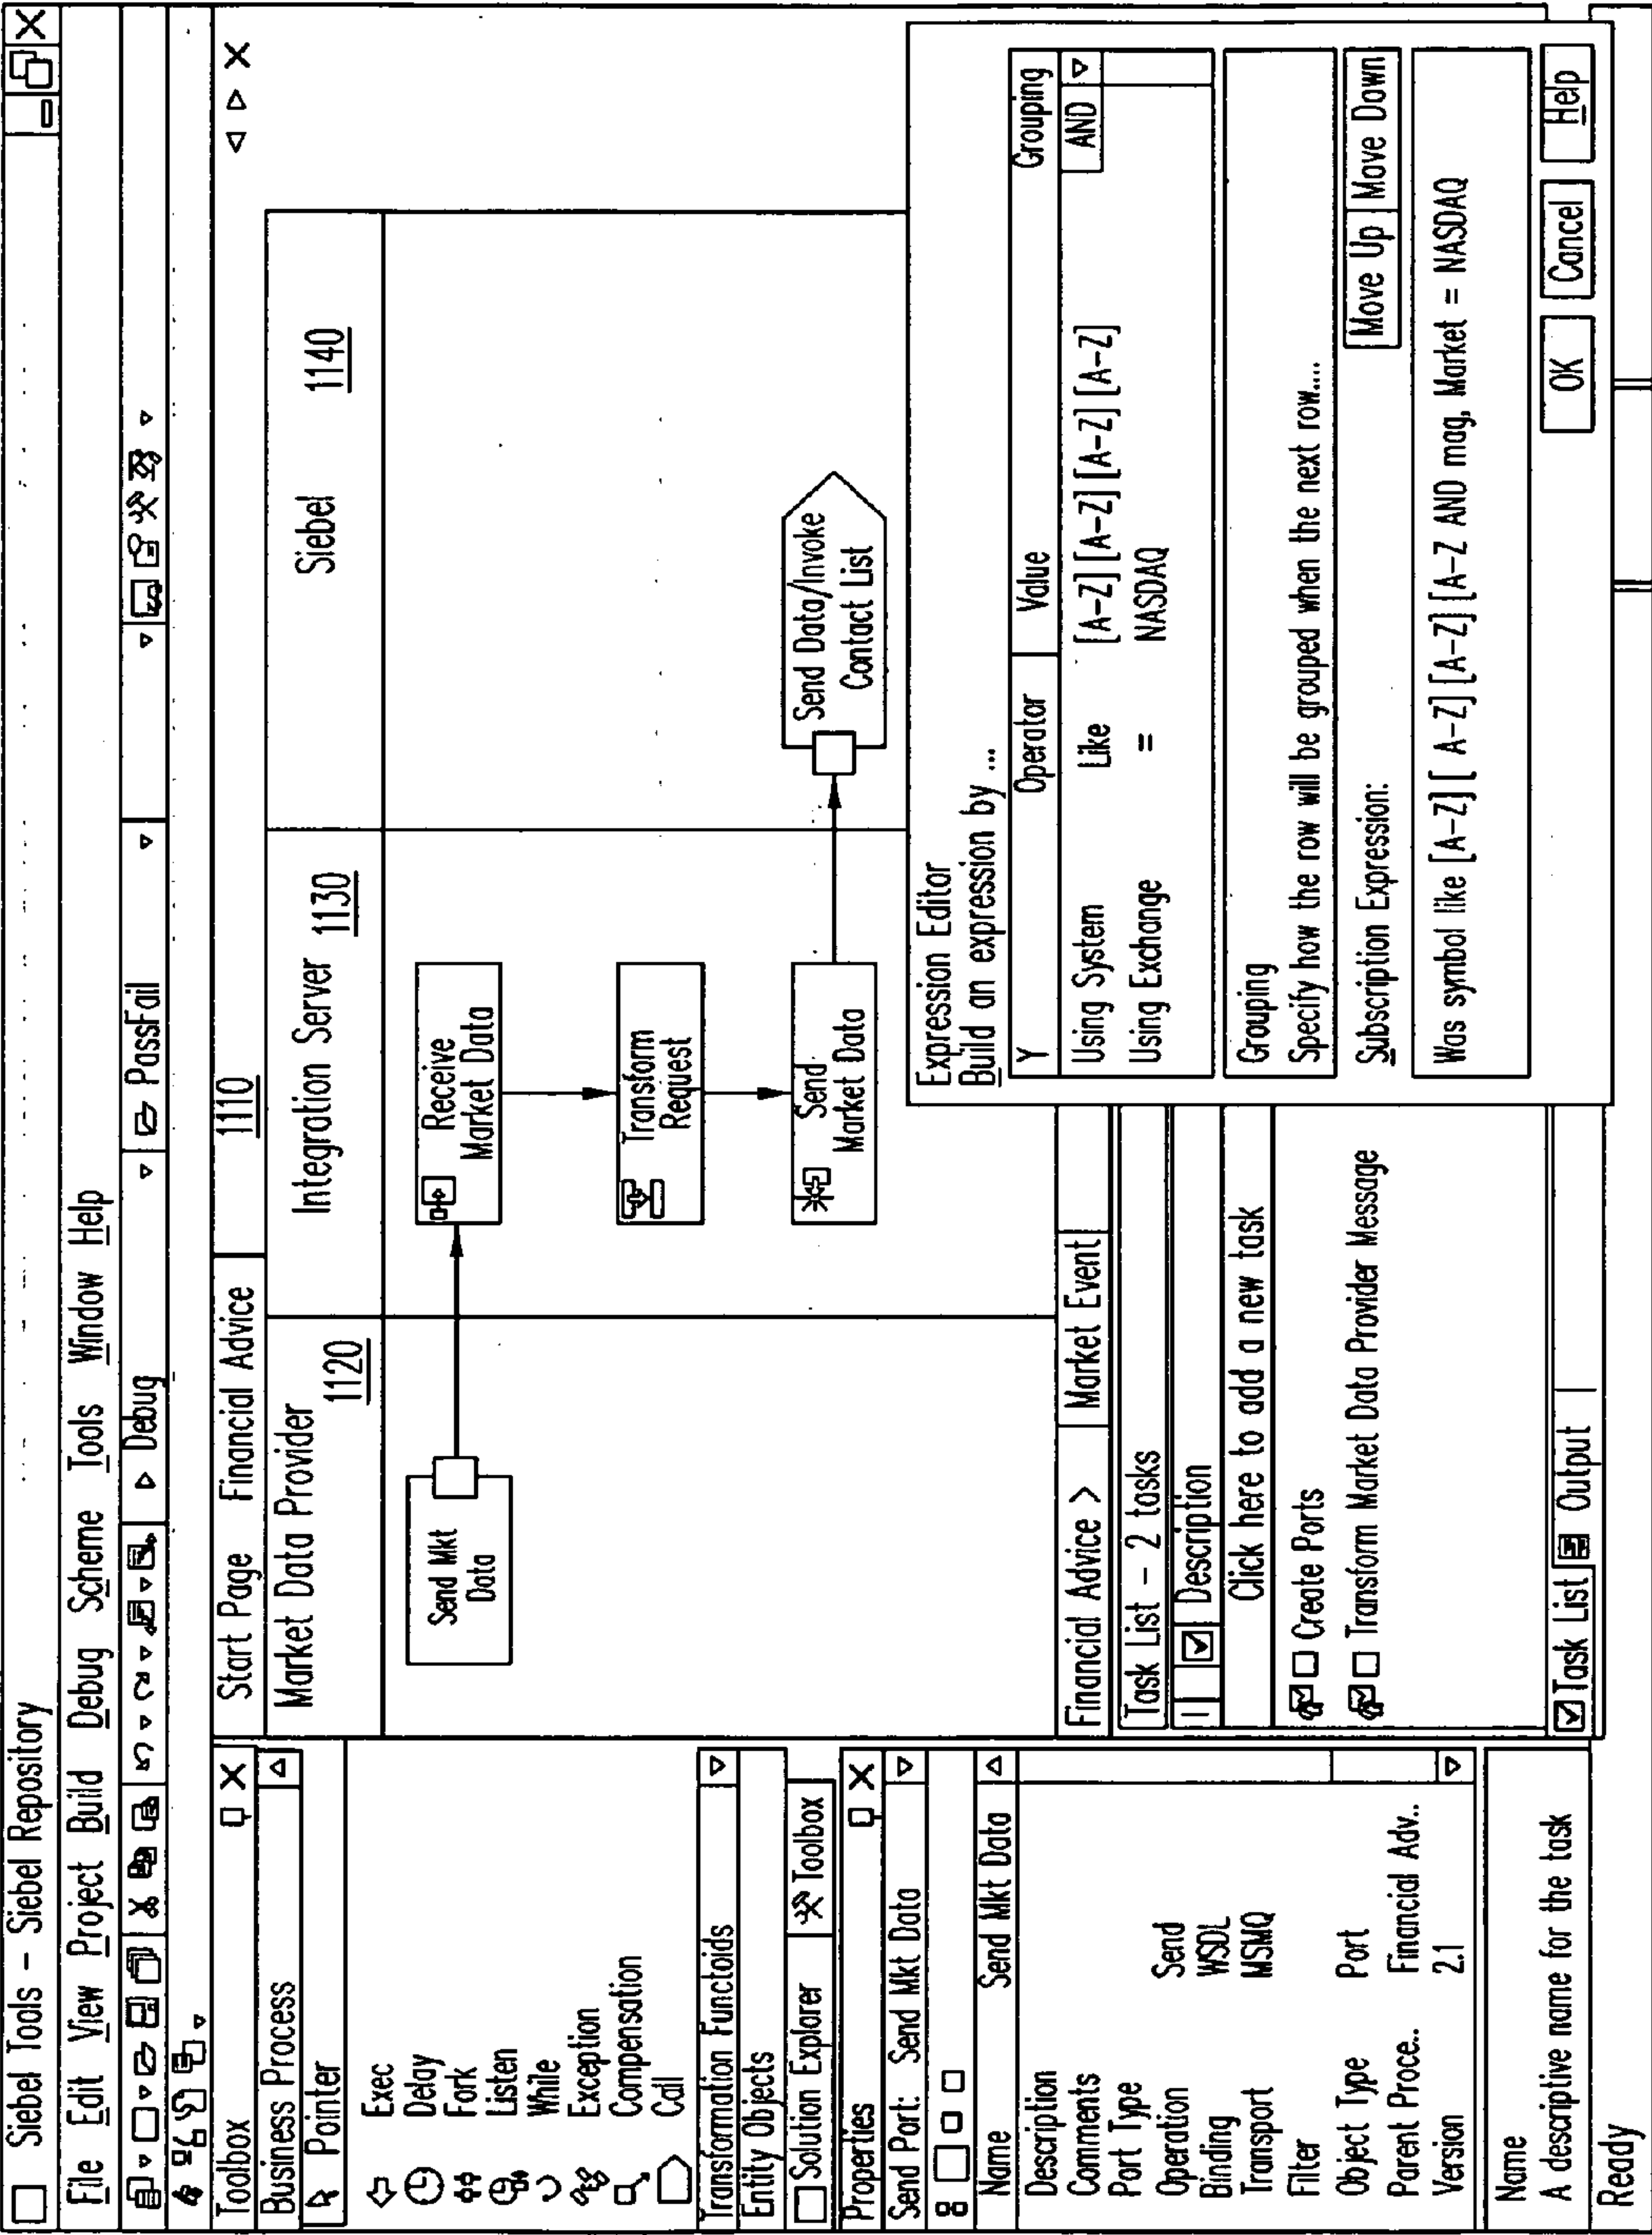 Siebel Tools - Siebel Repository
File Edit View Project Build Debug Scheme Tools Window Help
Debug
PassFail
Toolbox
Business Process
Pointer
Exec
Delay
Fork
Listen
While
Exception
Compensation
Call
Transformation Functoids
Entity Objects
Solution Explorer Toolbox
Properties
Send Port: Send Mkt Data
Name Send Mkt Data
Description
Comments
Port Type
Operation Send
Binding WSDL
Transport MSMQ
Filter
Object Type Port
Parent Proce.. Financial Adv..
Version 2.1
Name
A descriptive name for the task
Ready
Start Page Financial Advice 1110
Market Data Provider
1120
Integration Server 1130
Siebel 1140
Send Mkt
Data
Receive
Market Data
Transform
Request
Send
Market Data
Send Data/Invoke
Contact List
Financial Advice > Market Event
Task List - 2 tasks
! Description
Click here to add a new task
Create Ports
Transform Market Data Provider Message
Task List Output
Expression Editor
Build an expression by ...
Y Operator Value Grouping
Using System Like [A-Z][A-Z][A-Z][A-Z] AND
Using Exchange = NASDAQ
Grouping
Specify how the row will be grouped when the next row....
Subscription Expression:
Move Up Move Down
Was symbol like [A-Z][ A-Z][A-Z][A-Z AND mag, Market = NASDAQ
OK Cancel Help